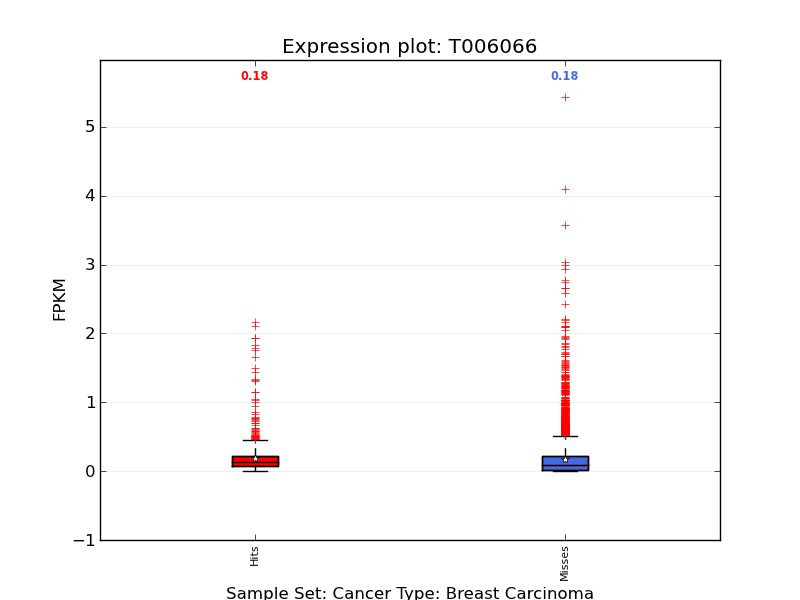 Expression plot: T006066
0.18 0.18
5
4
3
2
1
0
−1
FPKM
Hits Misses
Sample Set: Cancer Type: Breast Carcinoma